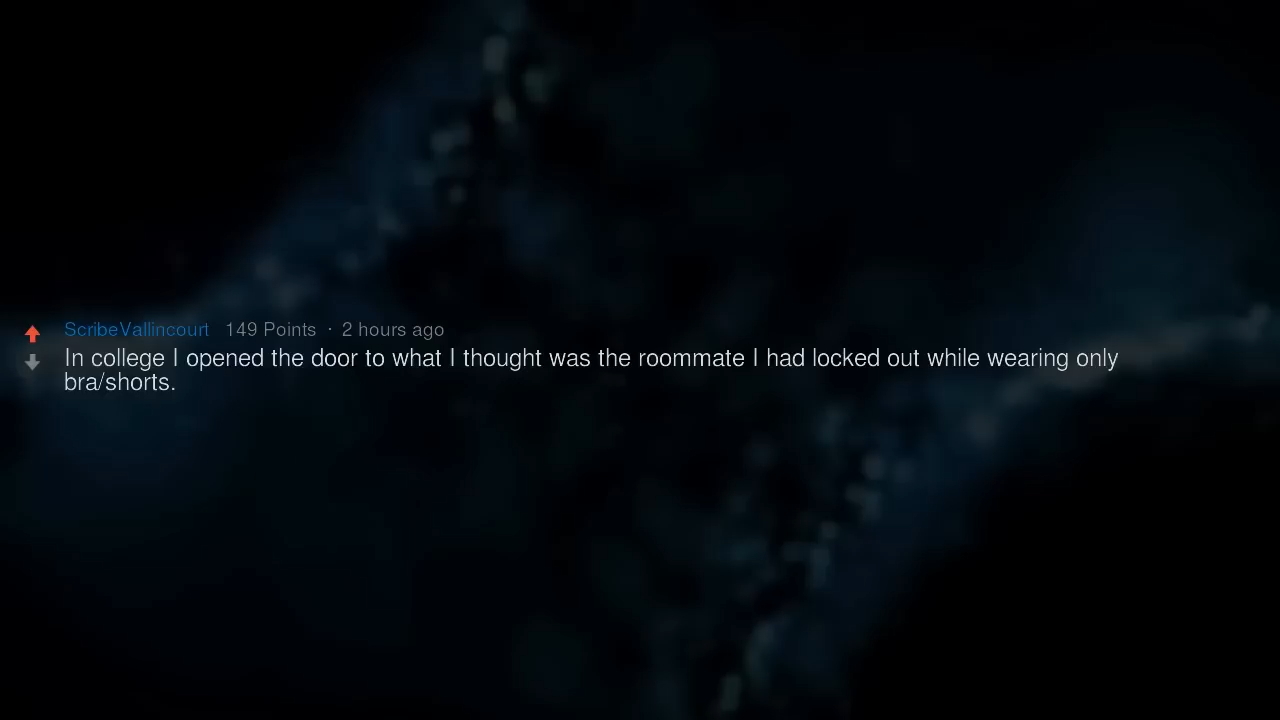 ScribeVallincourt 149 Points · 2 hours ago
In college I opened the door to what I thought was the roommate I had locked out while wearing only
bra/shorts.